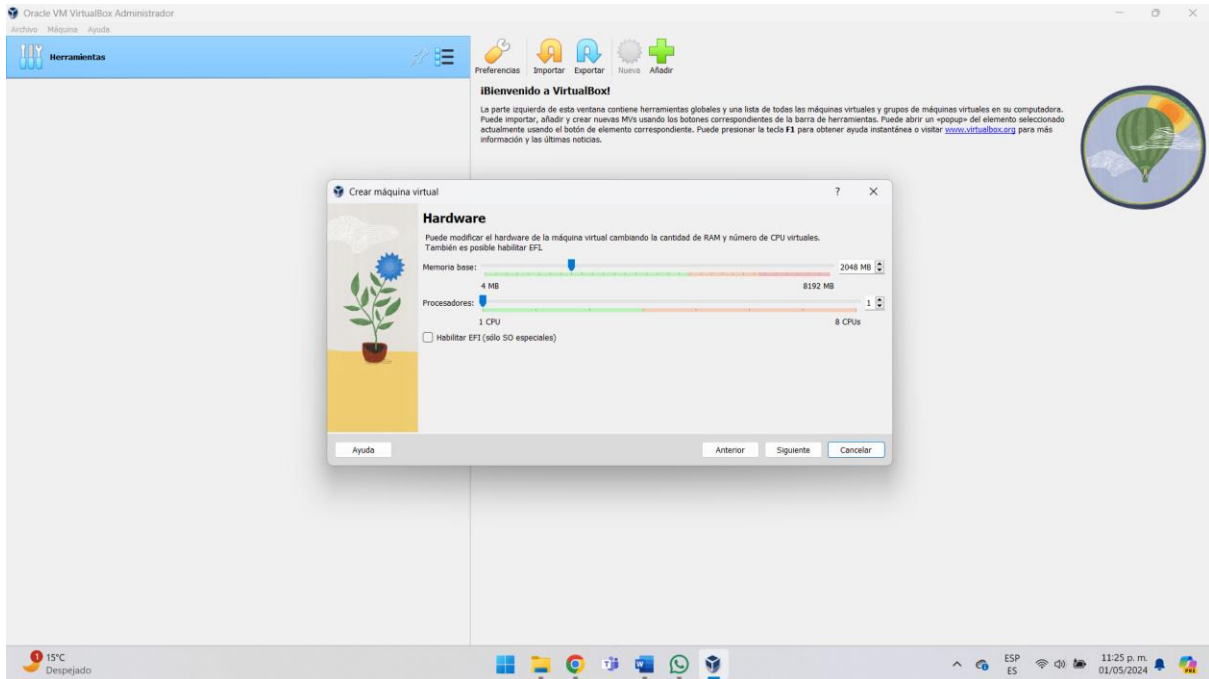 Oracle VM VirtualBox Administrador
Archivo Máquina Ayuda
Herramientas
Preferencias Importar Exportar Nueva Añadir
¡Bienvenido a VirtualBox!
La parte izquierda de esta ventana contiene herramientas globales y una lista de todas las máquinas virtuales y grupos de máquinas virtuales en su computadora.
Puede importar, añadir y crear nuevas MVs usando los botones correspondientes de la barra de herramientas. Puede abrir un «popup» del elemento seleccionado
actualmente usando el botón de elemento correspondiente. Puede presionar la tecla F1 para obtener ayuda instantánea o visitar www.virtualbox.org para más
información y las últimas noticias.
Crear máquina virtual
Hardware
Puede modificar el hardware de la máquina virtual cambiando la cantidad de RAM y número de CPU virtuales.
También es posible habilitar EFI.
Memoria base: 2048 MB
4 MB 8192 MB
Procesadores: 1
1 CPU 8 CPUs
Habilitar EFI (sólo SO especiales)
Ayuda Anterior Siguiente Cancelar
1 15°C
Despejado
ESP
ES
11:25 p. m.
01/05/2024
PRE